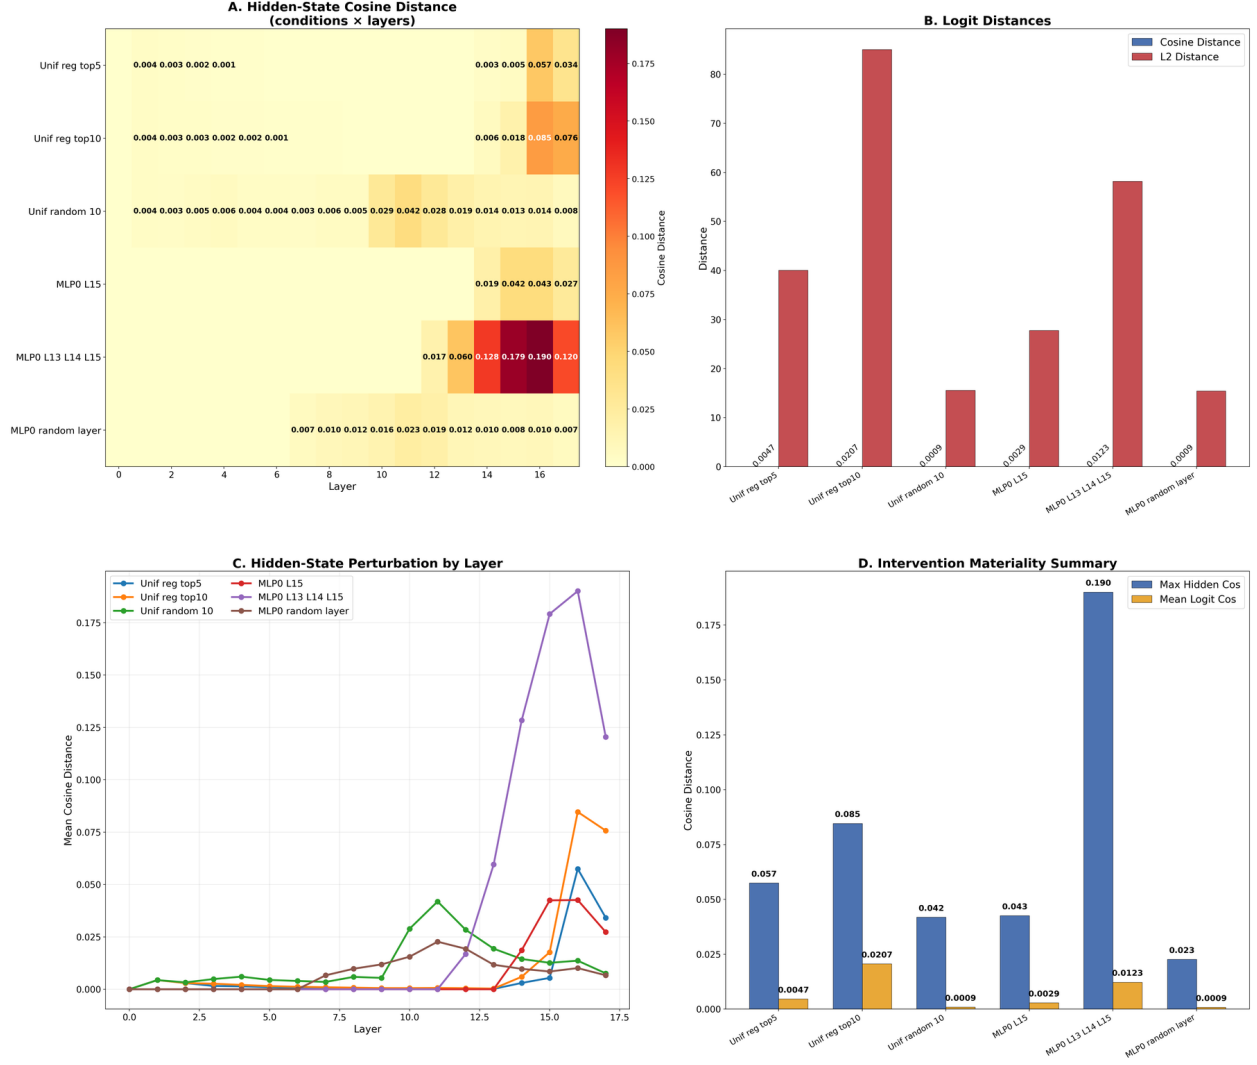 A. Hidden-State Cosine Distance
(conditions × layers)
Unif reg top5
0.004 0.003 0.002 0.001 0.003 0.005 0.057 0.034
Unif reg top10
0.004 0.003 0.003 0.002 0.002 0.001 0.006 0.018 0.085 0.076
Unif random 10
0.004 0.003 0.005 0.006 0.004 0.004 0.003 0.006 0.005 0.029 0.042 0.028 0.019 0.014 0.013 0.014 0.008
MLP0 L15
0.019 0.042 0.043 0.027
MLP0 L13 L14 L15
0.017 0.060 0.128 0.179 0.190 0.120
MLP0 random layer
0.007 0.010 0.012 0.016 0.023 0.019 0.012 0.010 0.008 0.010 0.007
0 2 4 6 8 10 12 14 16
Layer
0.175
0.150
0.125
0.100
0.075
0.050
0.025
0.000
Cosine Distance
B. Logit Distances
Cosine Distance
L2 Distance
Distance
80
70
60
50
40
30
20
10
0
0.0047 0.0207 0.0009 0.0029 0.0123 0.0009
Unif reg top5
Unif reg top10
Unif random 10
MLP0 L15
MLP0 L13 L14 L15
MLP0 random layer
C. Hidden-State Perturbation by Layer
Unif reg top5
Unif reg top10
Unif random 10
MLP0 L15
MLP0 L13 L14 L15
MLP0 random layer
Mean Cosine Distance
0.175
0.150
0.125
0.100
0.075
0.050
0.025
0.000
0.0 2.5 5.0 7.5 10.0 12.5 15.0 17.5
Layer
D. Intervention Materiality Summary
Max Hidden Cos
Mean Logit Cos
Cosine Distance
0.175
0.150
0.125
0.100
0.075
0.050
0.025
0.000
0.057 0.0047
0.085 0.0207
0.042 0.0009
0.043 0.0029
0.190 0.0123
0.023 0.0009
Unif reg top5
Unif reg top10
Unif random 10
MLP0 L15
MLP0 L13 L14 L15
MLP0 random layer